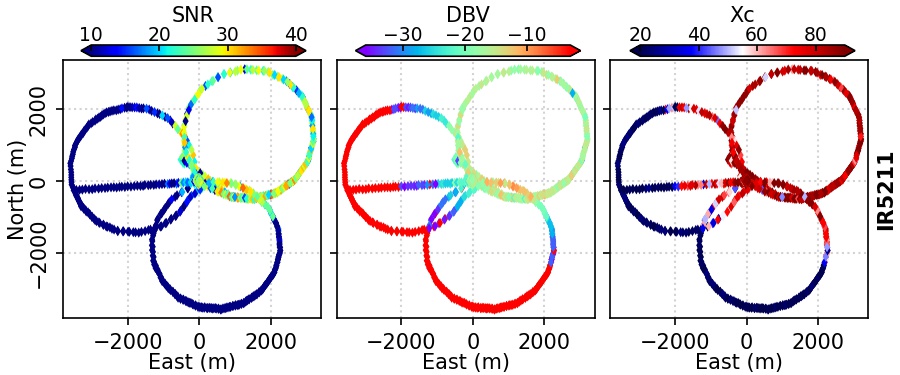 SNR
10 20 30 40
DBV
−30 −20 −10
Xc
20 40 60 80
North (m)
2000
0
−2000
−2000 0 2000
East (m)
−2000 0 2000
East (m)
−2000 0 2000
East (m)
IR5211